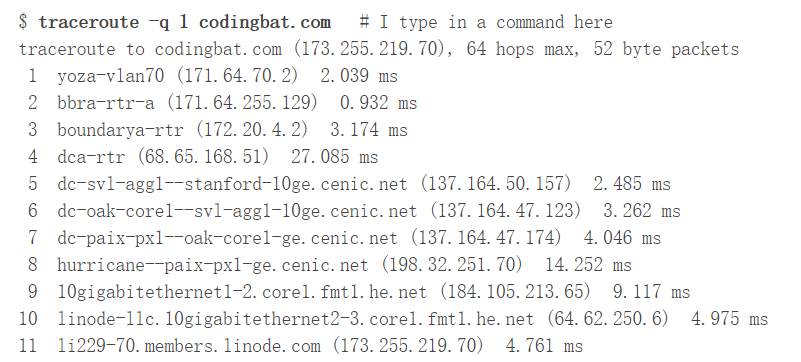 $ traceroute -q 1 codingbat.com   # I type in a command here
traceroute to codingbat.com (173.255.219.70), 64 hops max, 52 byte packets
 1  yoza-vlan70 (171.64.70.2)  2.039 ms
 2  bbra-rtr-a (171.64.255.129)  0.932 ms
 3  boundarya-rtr (172.20.4.2)  3.174 ms
 4  dca-rtr (68.65.168.51)  27.085 ms
 5  dc-svl-agg1--stanford-10ge.cenic.net (137.164.50.157)  2.485 ms
 6  dc-oak-core1--svl-agg1-10ge.cenic.net (137.164.47.123)  3.262 ms
 7  dc-paix-px1--oak-core1-ge.cenic.net (137.164.47.174)  4.046 ms
 8  hurricane--paix-px1-ge.cenic.net (198.32.251.70)  14.252 ms
 9  10gigabitethernet1-2.core1.fmt1.he.net (184.105.213.65)  9.117 ms
10  linode-llc.10gigabitethernet2-3.core1.fmt1.he.net (64.62.250.6)  4.975 ms
11  li229-70.members.linode.com (173.255.219.70)  4.761 ms